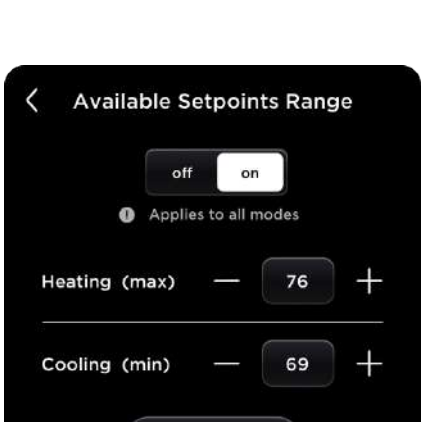 Available Setpoints Range
off on
Applies to all modes
Heating (max) — 76 +
Cooling (min) — 69 +